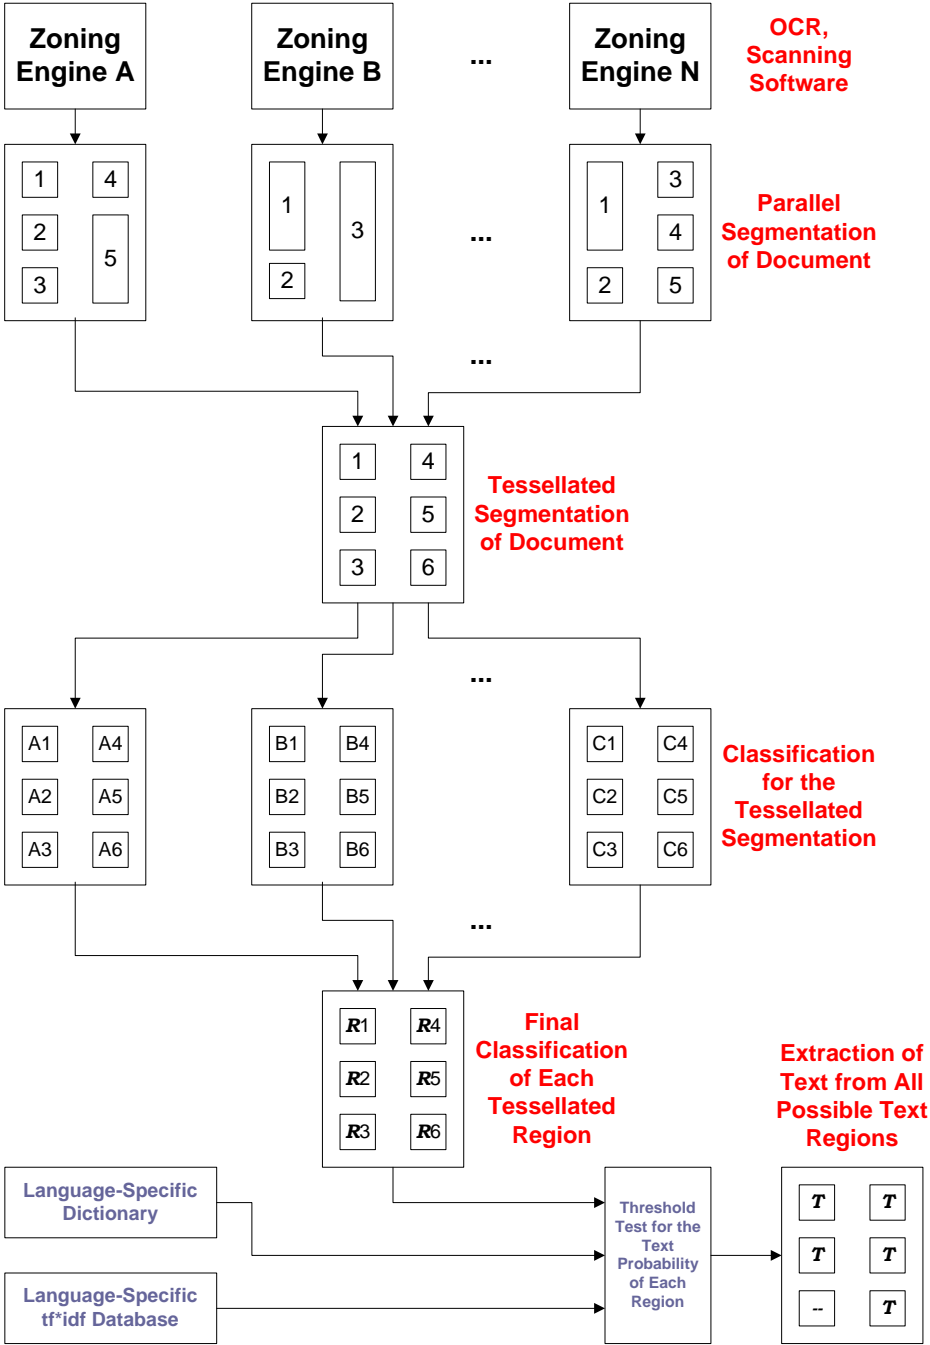 Zoning
Engine A
Zoning
Engine B
...
Zoning
Engine N
OCR,
Scanning
Software
1
4
2
5
3
1
3
2
...
1
3
4
2
5
Parallel
Segmentation
of Document
...
1
4
2
5
3
6
Tessellated
Segmentation
of Document
...
A1
A4
A2
A5
A3
A6
B1
B4
B2
B5
B3
B6
C1
C4
C2
C5
C3
C6
Classification
for the
Tessellated
Segmentation
...
R1
R4
R2
R5
R3
R6
Final
Classification
of Each
Tessellated
Region
Extraction of
Text from All
Possible Text
Regions
Language-Specific
Dictionary
Language-Specific
tf*idf Database
Threshold
Test for the
Text
Probability
of Each
Region
T
T
T
T
--
T